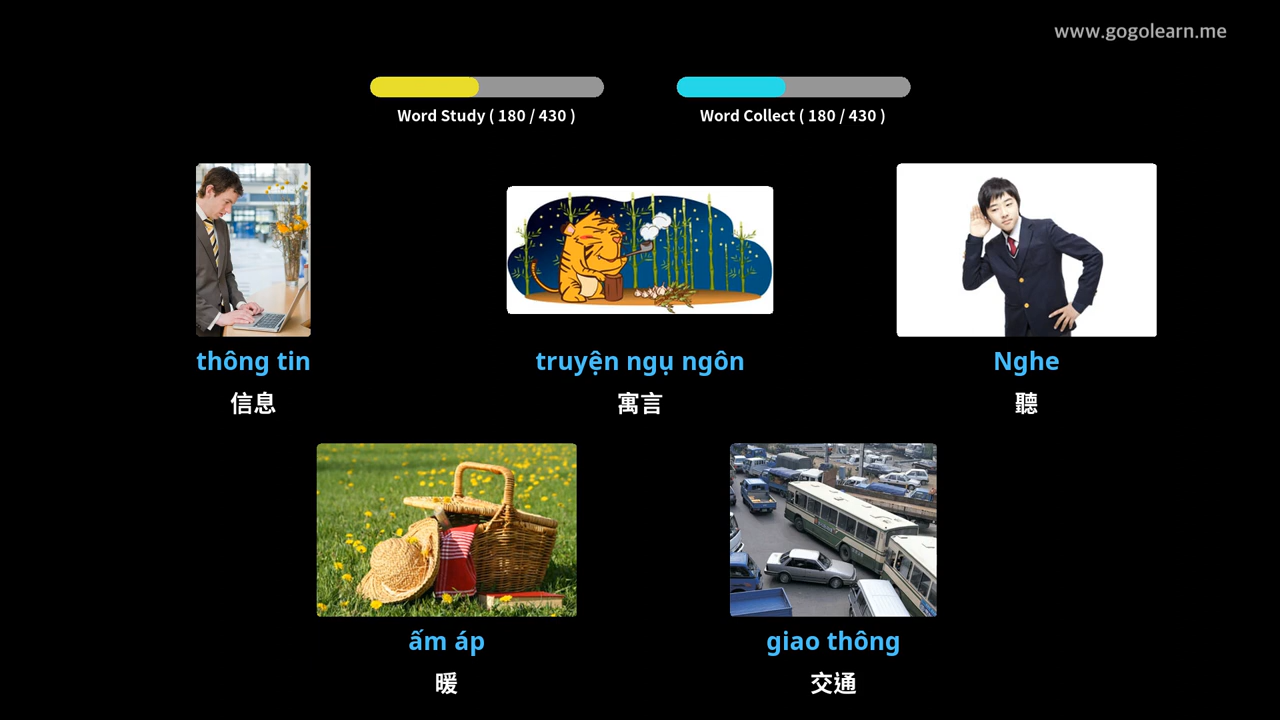 www.gogolearn.me
Word Study ( 180 / 430 )
Word Collect ( 180 / 430 )
thông tin
信息
truyện ngụ ngôn
寓言
Nghe
聽
ấm áp
暖
giao thông
交通